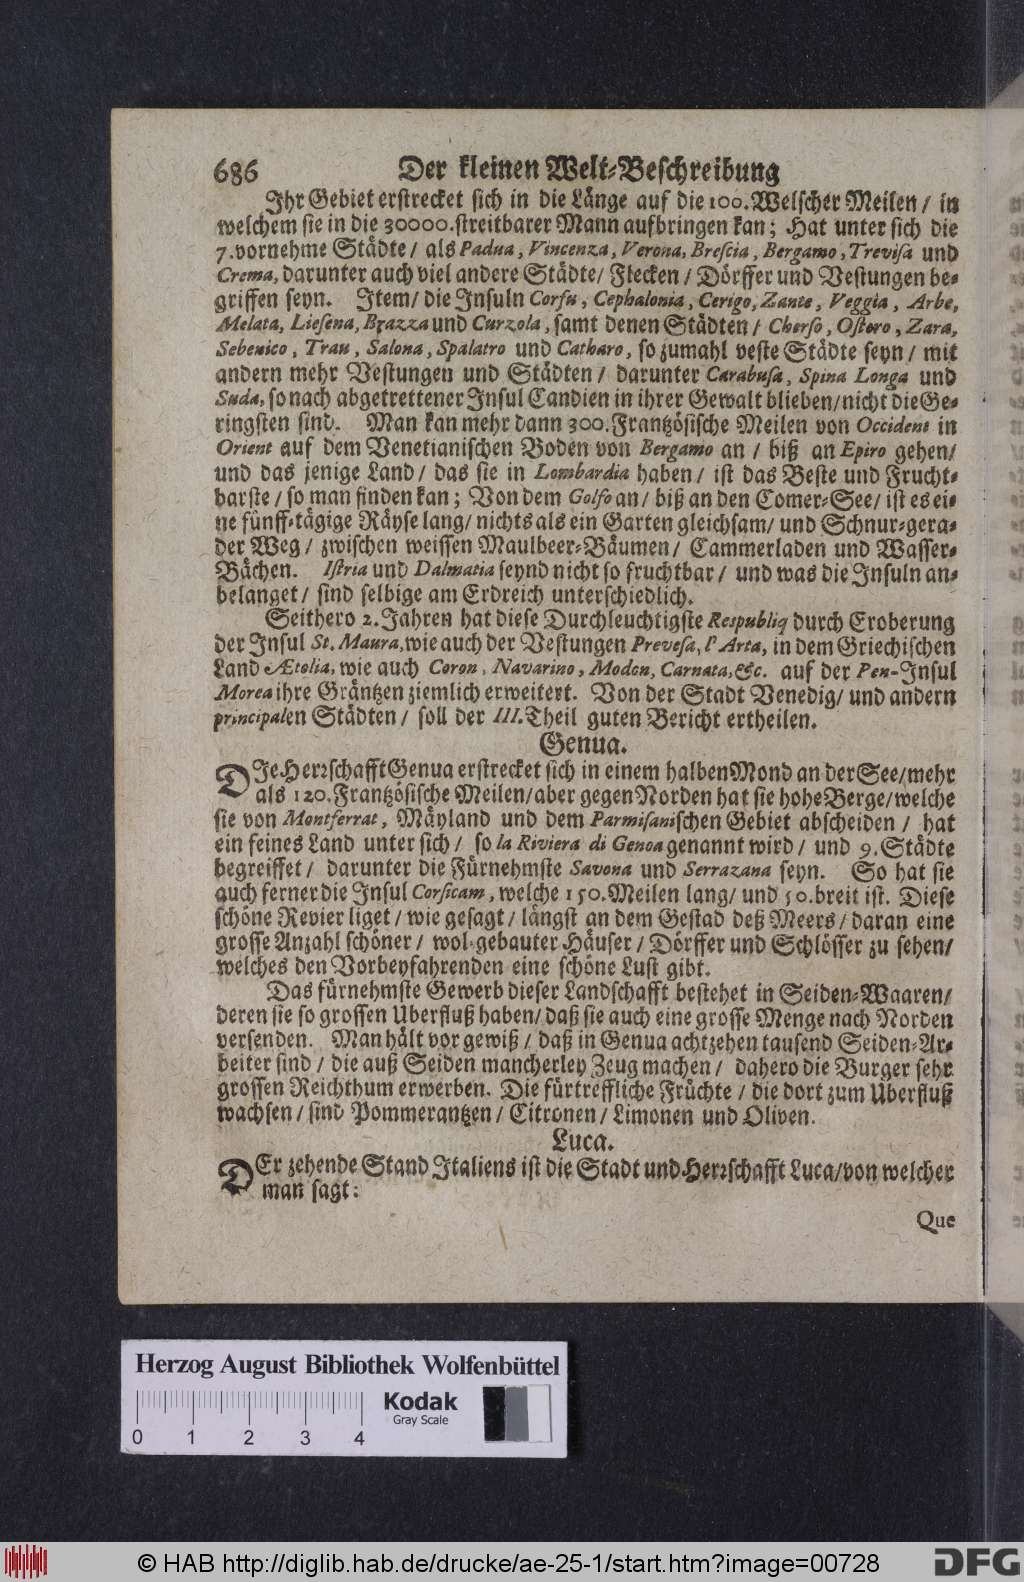 686 Der kleinen Welt-Beschreibung
Ihr Gebiet erstrecket sich in die Länge auf die 100. Welscher Meilen / in
welchem sie in die 30000. streitbarer Mann aufbringen kan; Hat unter sich die
7. vornehme Städte / als Padua, Vincenza, Verona, Brescia, Bergamo, Trevisa und
Crema, darunter auch viel andere Städte / Flecken / Dörffer und Vestungen be-
griffen seyn. Item / die Insuln Corfu, Cephalonia, Cerigo, Zante, Veggia, Arbe,
Melata, Liesena, Brazza und Curzola, samt denen Städten / Cherso, Ostoro, Zara,
Sebenico, Trau, Salona, Spalatro und Catharo, so zumahl veste Städte seyn / mit
andern mehr Vestungen und Städten / darunter Carabusa, Spina Longa und
Suda, so nach abgetrettener Insul Candien in ihrer Gewalt blieben / nicht die Ge-
ringsten sind. Man kan mehr dann 300. Frantzösische Meilen von Occident in
Orient auf dem Venetianischen Boden von Bergamo an / biß an Epiro gehen /
und das jenige Land / das sie in Lombardia haben / ist das Beste und Frucht-
barste / so man finden kan; Von dem Golfo an / biß an den Comer-See / ist es ei-
ne fünff-tägige Räyse lang / nichts als ein Garten gleichsam / und Schnur-gera-
der Weg / zwischen weissen Maulbeer-Bäumen / Cammerladen und Wasser-
Bächen. Istria und Dalmatia seynd nicht so fruchtbar / und was die Insuln an-
belanget / sind selbige am Erdreich unterschiedlich.
Seithero 2. Jahren hat diese Durchleuchtigste Respubliq durch Eroberung
der Insul St. Maura, wie auch der Vestungen Prevesa, l' Arta, in dem Griechischen
Land Ætolia, wie auch Coron, Navarino, Moden, Carnata, &c. auf der Pen-Insul
Morea ihre Gräntzen ziemlich erweitert. Von der Stadt Venedig / und andern
principalen Städten / soll der III. Theil guten Bericht ertheilen.
Genua.
DIe Herrschafft Genua erstrecket sich in einem halben Mond an der See / mehr
als 120. Frantzösische Meilen / aber gegen Norden hat sie hohe Berge / welche
sie von Montferrat, Mäyland und dem Parmisanischen Gebiet abscheiden / hat
ein feines Land unter sich / so la Riviera di Genoa genannt wird / und 9. Städte
begreiffet / darunter die Fürnehmste Savona und Serrazana seyn. So hat sie
auch ferner die Insul Corsicam, welche 150. Meilen lang / und 50. breit ist. Diese
schöne Revier liget / wie gesagt / längst an dem Gestad deß Meers / daran eine
grosse Anzahl schöner / wol-gebauter Häuser / Dörffer und Schlösser zu sehen /
welches den Vorbeyfahrenden eine schöne Lust gibt.
Das fürnehmste Gewerb dieser Landschafft bestehet in Seiden-Waaren /
deren sie so grossen Uberfluß haben / daß sie auch eine grosse Menge nach Norden
versenden. Man hält vor gewiß / daß in Genua achtzehen tausend Seiden-Ar-
beiter sind / die auß Seiden mancherley Zeug machen / dahero die Burger sehr
grossen Reichthum erwerben. Die fürtreffliche Früchte / die dort zum Uberfluß
wachsen / sind Pommerantzen / Citronen / Limonen und Oliven.
Luca.
DEr zehende Stand Italiens ist die Stadt und Herrschafft Luca / von welcher
man sagt:
Que
Herzog August Bibliothek Wolfenbüttel
Kodak
Gray Scale
0 1 2 3 4
© HAB http://diglib.hab.de/drucke/ae-25-1/start.htm?image=00728
DFG